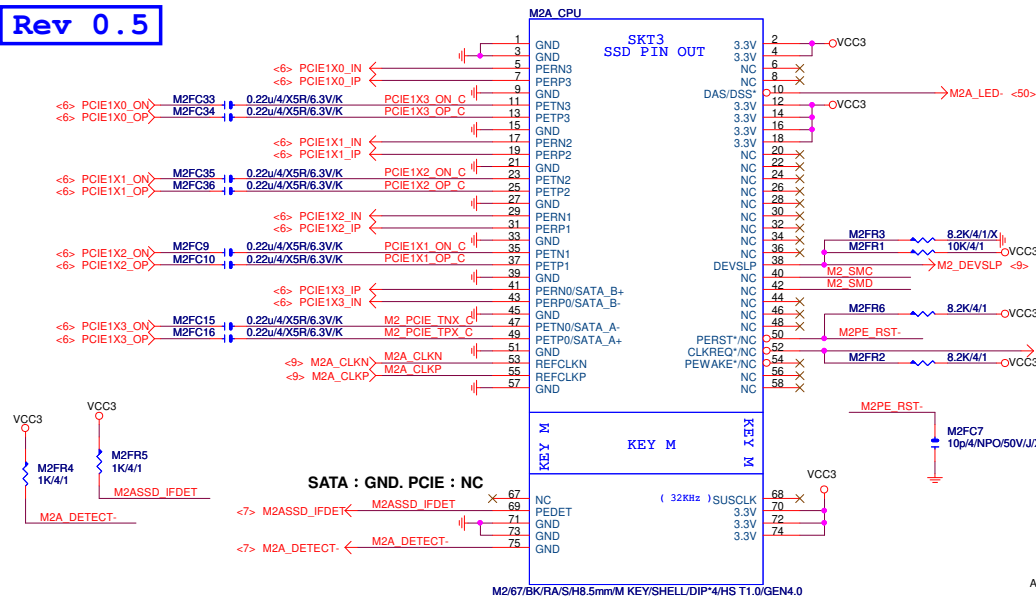 Rev 0.5
M2A_CPU
SKT3
SSD PIN OUT
1 GND 3.3V 2 VCC3
3 GND 3.3V 4
<6> PCIE1X0_IN 5 PERN3 NC 6
<6> PCIE1X0_IP 7 PERP3 NC 8
9 GND DAS/DSS* 10 M2A_LED- <50>
<6> PCIE1X0_ON M2FC33 0.22u/4/X5R/6.3V/K PCIE1X3_ON_C 11 PETN3 3.3V 12 VCC3
<6> PCIE1X0_OP M2FC34 0.22u/4/X5R/6.3V/K PCIE1X3_OP_C 13 PETP3 3.3V 14
15 GND 3.3V 16
<6> PCIE1X1_IN 17 PERN2 3.3V 18
<6> PCIE1X1_IP 19 PERP2 NC 20
21 GND NC 22
<6> PCIE1X1_ON M2FC35 0.22u/4/X5R/6.3V/K PCIE1X2_ON_C 23 PETN2 NC 24
<6> PCIE1X1_OP M2FC36 0.22u/4/X5R/6.3V/K PCIE1X2_OP_C 25 PETP2 NC 26
27 GND NC 28
<6> PCIE1X2_IN 29 PERN1 NC 30
<6> PCIE1X2_IP 31 PERP1 NC 32
33 GND NC 34 M2FR3 8.2K/4/1/X
<6> PCIE1X2_ON M2FC9 0.22u/4/X5R/6.3V/K PCIE1X1_ON_C 35 PETN1 NC 36 M2FR1 10K/4/1 VCC3
<6> PCIE1X2_OP M2FC10 0.22u/4/X5R/6.3V/K PCIE1X1_OP_C 37 PETP1 DEVSLP 38 M2_DEVSLP <9>
39 GND NC 40 M2_SMC
<6> PCIE1X3_IP 41 PERN0/SATA_B+ NC 42 M2_SMD
<6> PCIE1X3_IN 43 PERP0/SATA_B- NC 44
45 GND NC 46 M2FR6 8.2K/4/1 VCC3
<6> PCIE1X3_ON M2FC15 0.22u/4/X5R/6.3V/K M2_PCIE_TNX_C 47 PETN0/SATA_A- NC 48
<6> PCIE1X3_OP M2FC16 0.22u/4/X5R/6.3V/K M2_PCIE_TPX_C 49 PETP0/SATA_A+ PERST*/NC 50 M2PE_RST-
51 GND CLKREQ*/NC 52
<9> M2A_CLKN M2A_CLKN 53 REFCLKN PEWAKE*/NC 54 M2FR2 8.2K/4/1 VCC3
<9> M2A_CLKP M2A_CLKP 55 REFCLKP NC 56
57 GND NC 58
M2PE_RST-
VCC3 VCC3
KEY M KEY M KEY M
M2FC7
10p/4/NPO/50V/J/
M2FR4
1K/4/1
M2FR5
1K/4/1
M2ASSD_IFDET
M2A_DETECT-
SATA : GND. PCIE : NC
VCC3
67 NC ( 32KHz ) SUSCLK 68
<7> M2ASSD_IFDET M2ASSD_IFDET 69 PEDET 3.3V 70
71 GND 3.3V 72
73 GND 3.3V 74
<7> M2A_DETECT- M2A_DETECT- 75 GND
M2/67/BK/RA/S/H8.5mm/M KEY/SHELL/DIP*4/HS T1.0/GEN4.0